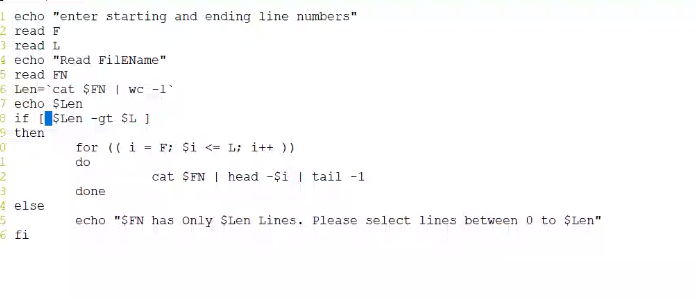 1 echo "enter starting and ending line numbers"
2 read F
3 read L
4 echo "Read FilEName"
5 read FN
6 Len=`cat $FN | wc -l`
7 echo $Len
8 if [ $Len -gt $L ]
9 then
0 for (( i = F; $i <= L; i++ ))
1 do
2 cat $FN | head -$i | tail -1
3 done
4 else
5 echo "$FN has Only $Len Lines. Please select lines between 0 to $Len"
6 fi